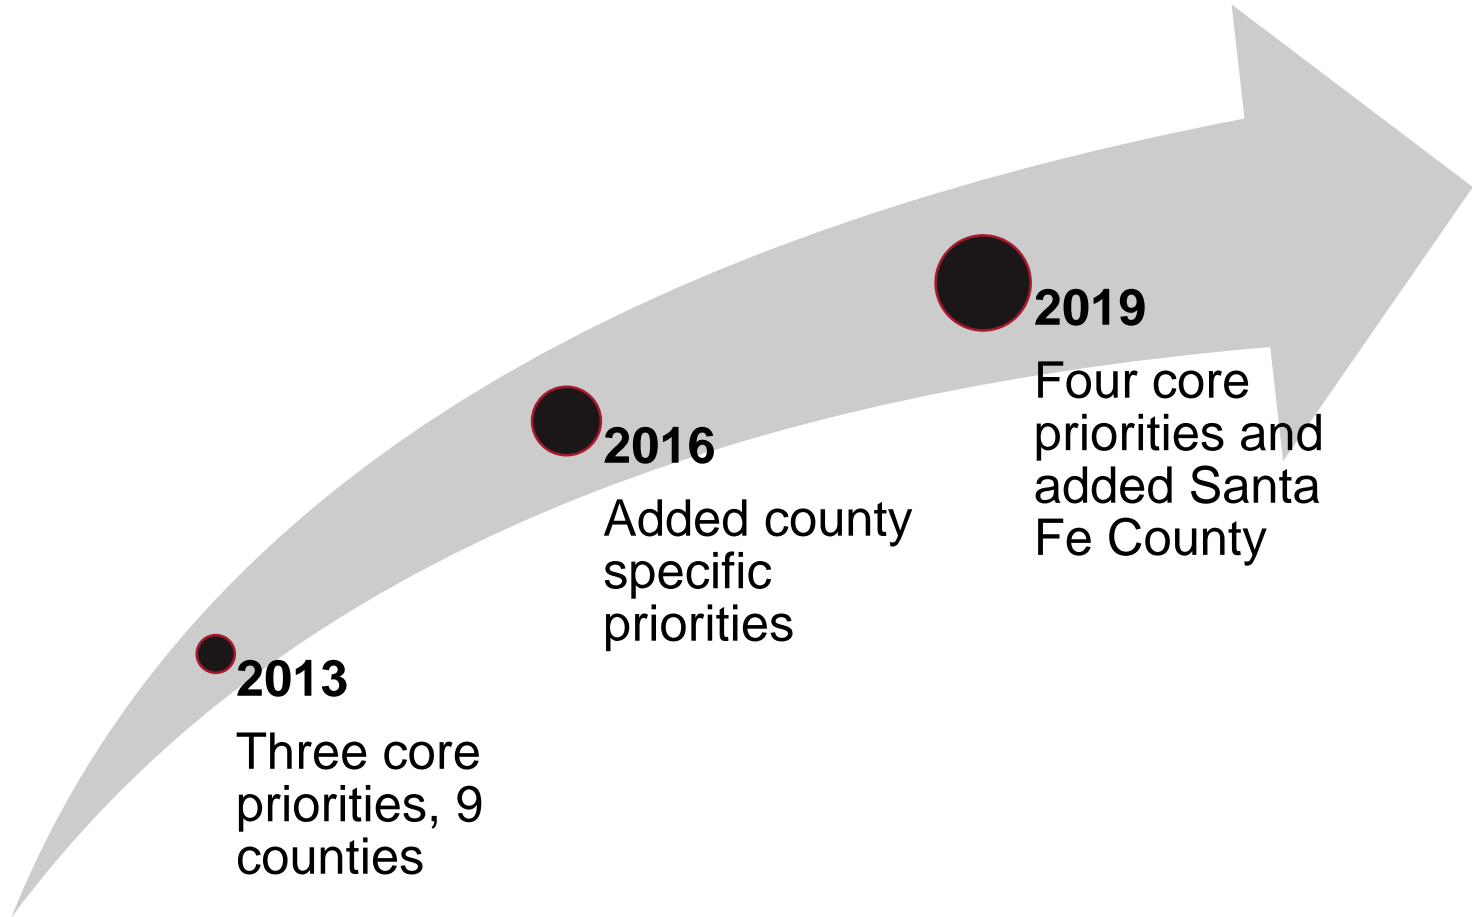 2013
Three core
priorities, 9
counties
2016
Added county
specific
priorities
2019
Four core
priorities and
added Santa
Fe County